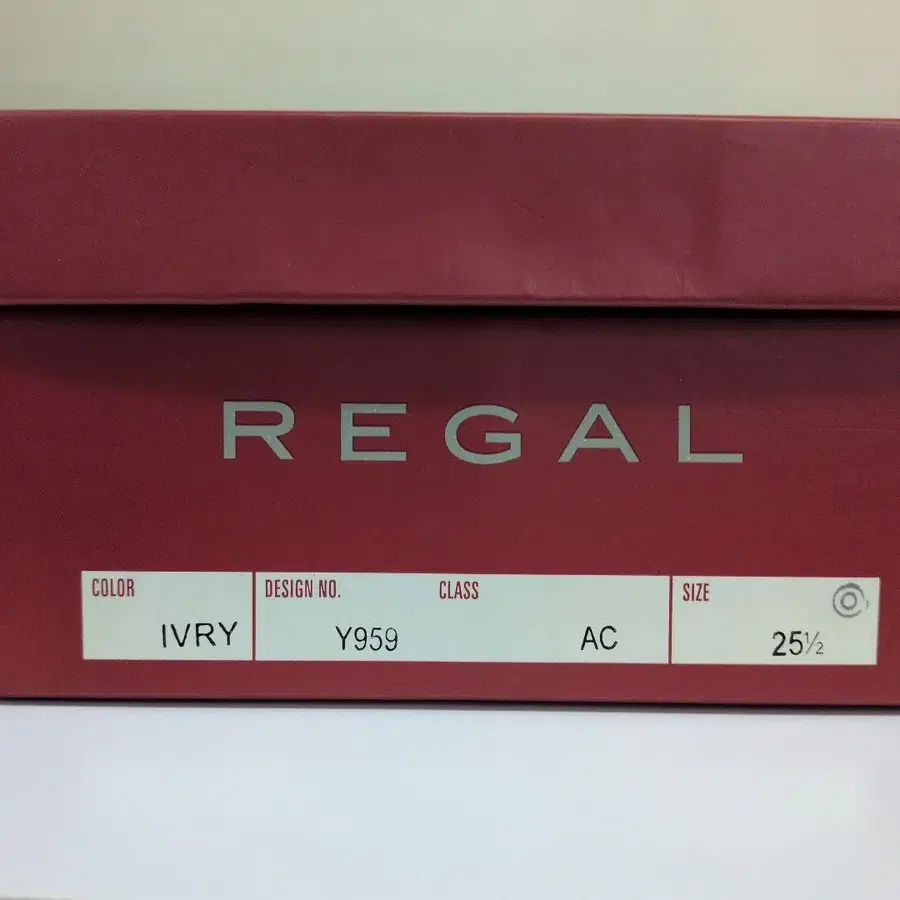 REGAL
COLOR DESIGN NO. CLASS SIZE
IVRY Y959 AC 25½